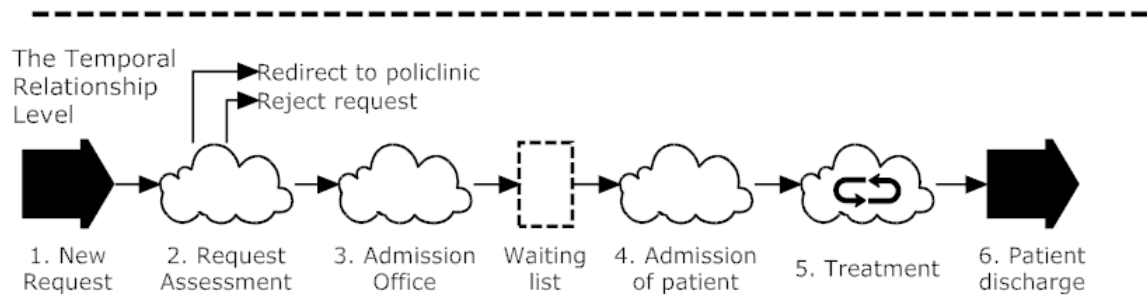 The Temporal
Relationship
Level
Redirect to policlinic
Reject request
1. New
Request
2. Request
Assessment
3. Admission
Office
Waiting
list
4. Admission
of patient
5. Treatment
6. Patient
discharge